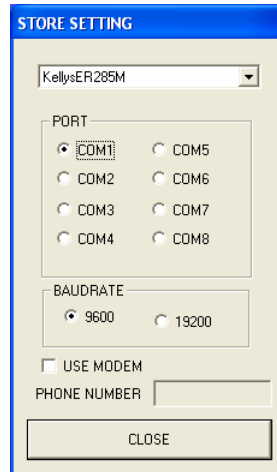 STORE SETTING
KellysER285M
PORT
COM1 COM5
COM2 COM6
COM3 COM7
COM4 COM8
BAUDRATE
9600 19200
USE MODEM
PHONE NUMBER
CLOSE